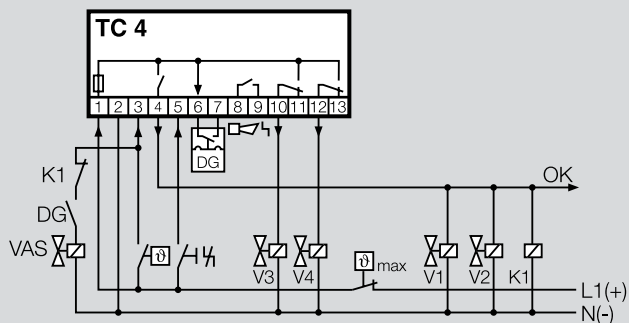 TC 4
1 2 3 4 5 6 7 8 9 10 11 12 13
DG
K1
OK
DG
VAS
ϑ
V3
V4
ϑ max
V1
V2
K1
L1(+)
N(-)